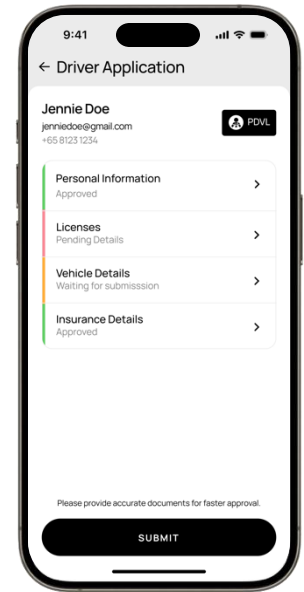 9:41
Driver Application
Jennie Doe
jenniedoe@gmail.com
PDVL
+65 8123 1234
Personal Information
Approved
Licenses
Pending Details
Vehicle Details
Waiting for submisssion
Insurance Details
Approved
Please provide accurate documents for faster approval.
SUBMIT